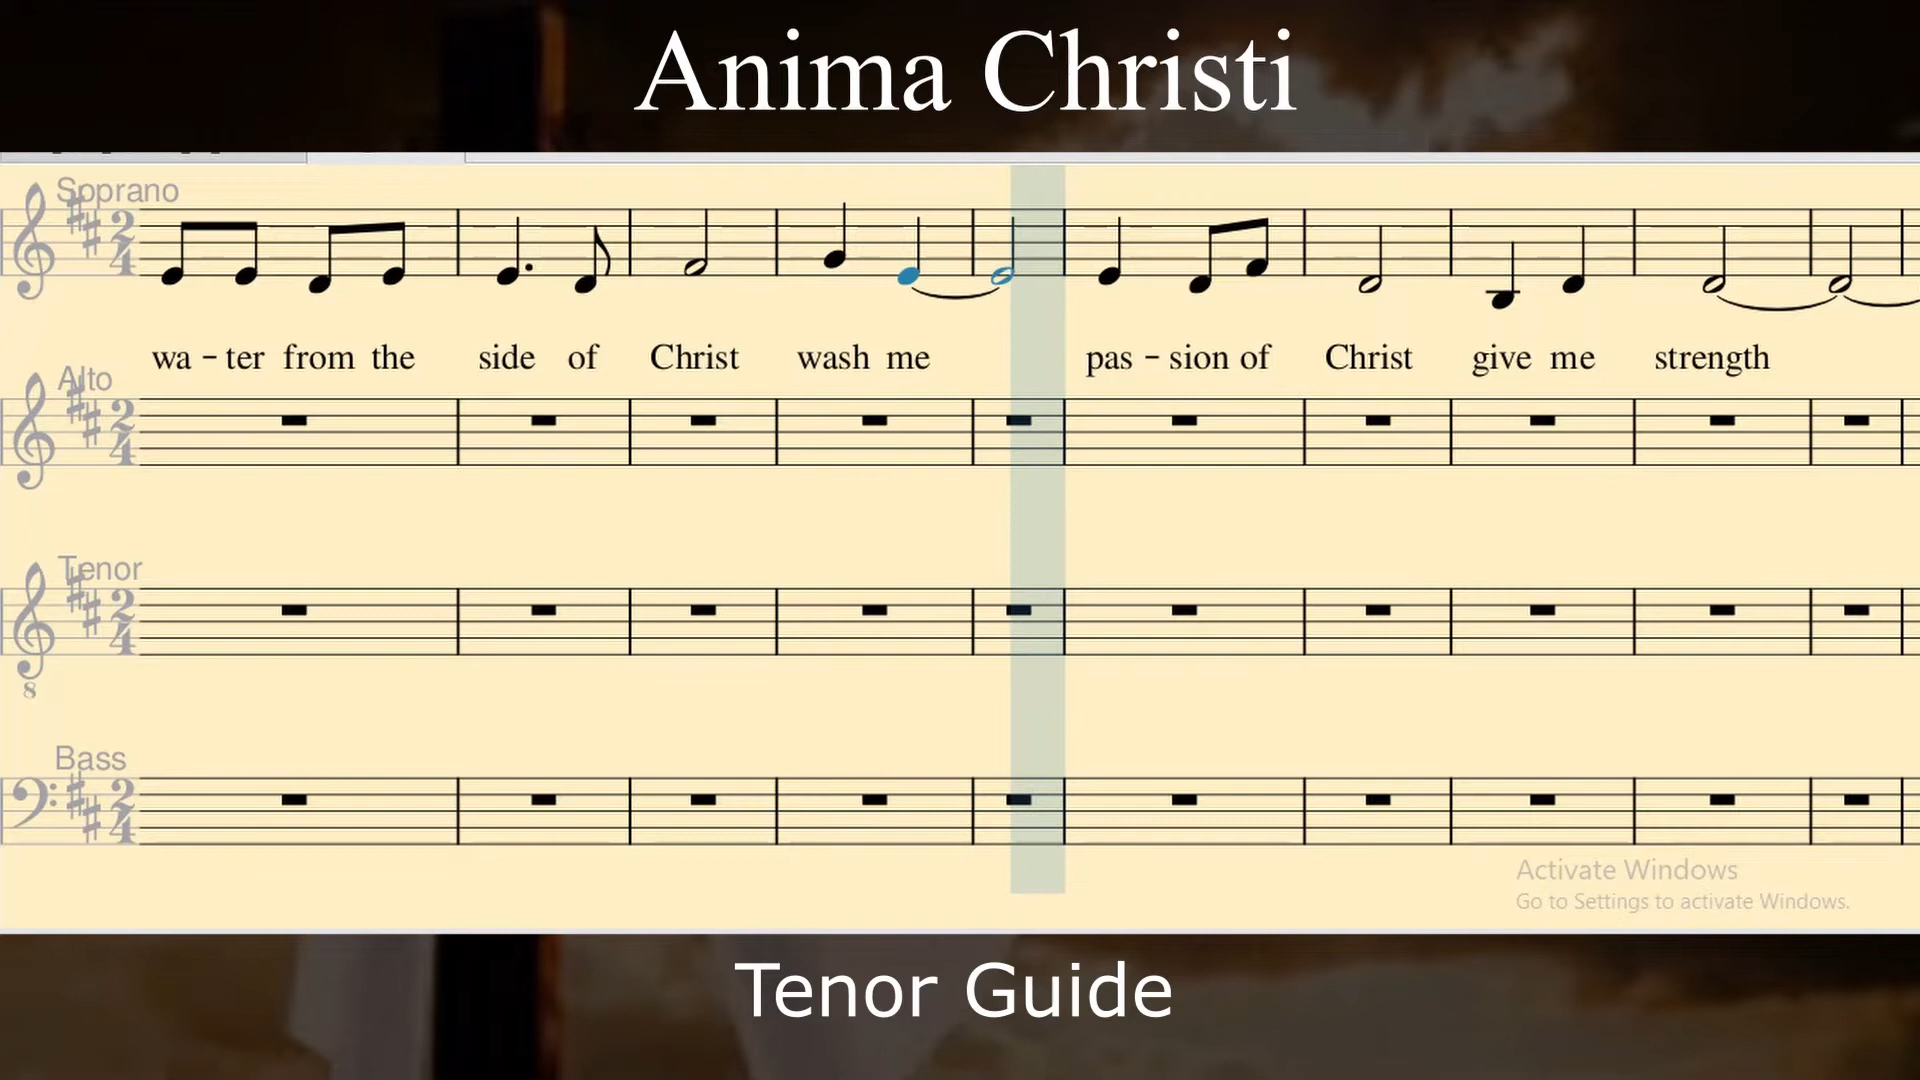 Anima Christi
Soprano
wa - ter from the side of Christ wash me pas - sion of Christ give me strength
Alto
Tenor
8
Bass
Activate Windows
Go to Settings to activate Windows.
Tenor Guide